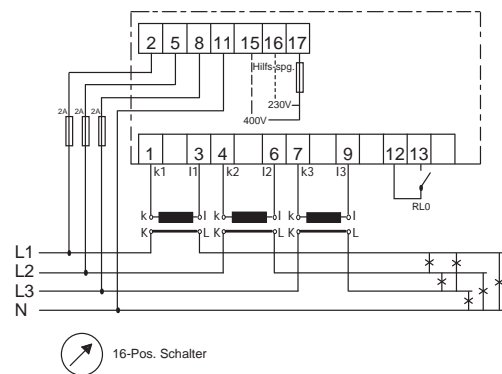 2 5 8 11 15 16 17
Hilfs-spg.
2A 2A 2A
230V
400V
1 3 4 6 7 9 12 13
k1 l1 k2 l2 k3 l3
RL0
k l k l k l
K L K L K L
L1
L2
L3
N
16-Pos. Schalter